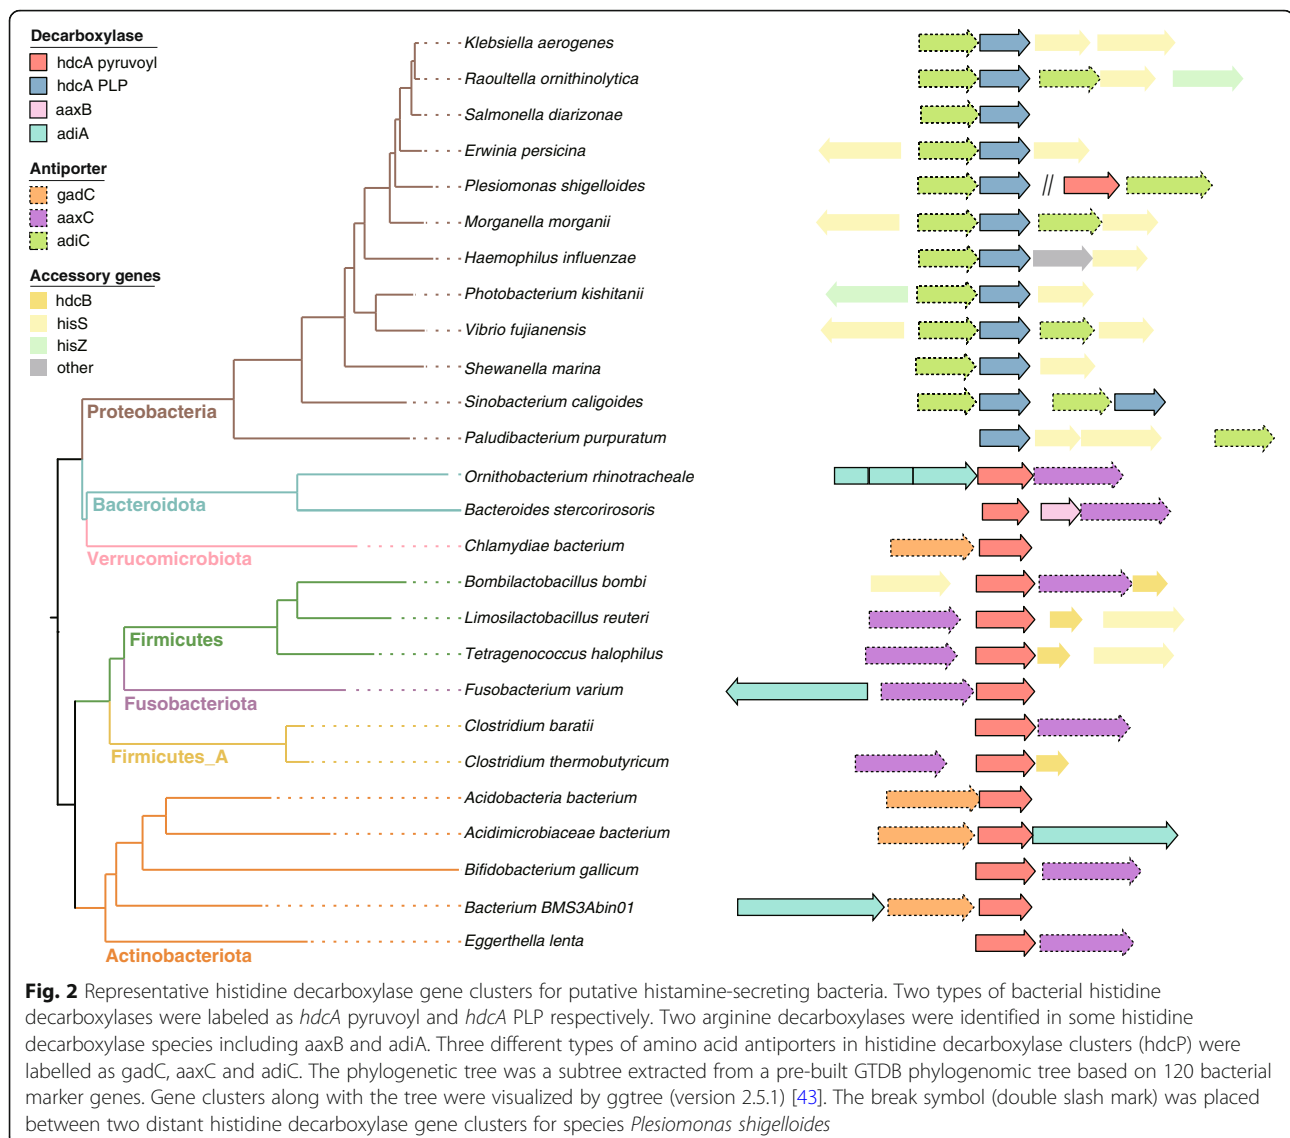 Decarboxylase
hdcA pyruvoyl
hdcA PLP
aaxB
adiA
Antiporter
gadC
aaxC
adiC
Accessory genes
hdcB
hisS
hisZ
other
Klebsiella aerogenes
Raoultella ornithinolytica
Salmonella diarizonae
Erwinia persicina
Plesiomonas shigelloides
//
Morganella morganii
Haemophilus influenzae
Photobacterium kishitanii
Vibrio fujianensis
Shewanella marina
Sinobacterium caligoides
Proteobacteria
Paludibacterium purpuratum
Ornithobacterium rhinotracheale
Bacteroidota
Bacteroides stercorirosoris
Chlamydiae bacterium
Verrucomicrobiota
Bombilactobacillus bombi
Limosilactobacillus reuteri
Firmicutes
Tetragenococcus halophilus
Fusobacterium varium
Fusobacteriota
Clostridium baratii
Firmicutes_A
Clostridium thermobutyricum
Acidobacteria bacterium
Acidimicrobiaceae bacterium
Bifidobacterium gallicum
Bacterium BMS3Abin01
Eggerthella lenta
Actinobacteriota
Fig. 2 Representative histidine decarboxylase gene clusters for putative histamine-secreting bacteria. Two types of bacterial histidine
decarboxylases were labeled as hdcA pyruvoyl and hdcA PLP respectively. Two arginine decarboxylases were identified in some histidine
decarboxylase species including aaxB and adiA. Three different types of amino acid antiporters in histidine decarboxylase clusters (hdcP) were
labelled as gadC, aaxC and adiC. The phylogenetic tree was a subtree extracted from a pre-built GTDB phylogenomic tree based on 120 bacterial
marker genes. Gene clusters along with the tree were visualized by ggtree (version 2.5.1) [43]. The break symbol (double slash mark) was placed
between two distant histidine decarboxylase gene clusters for species Plesiomonas shigelloides